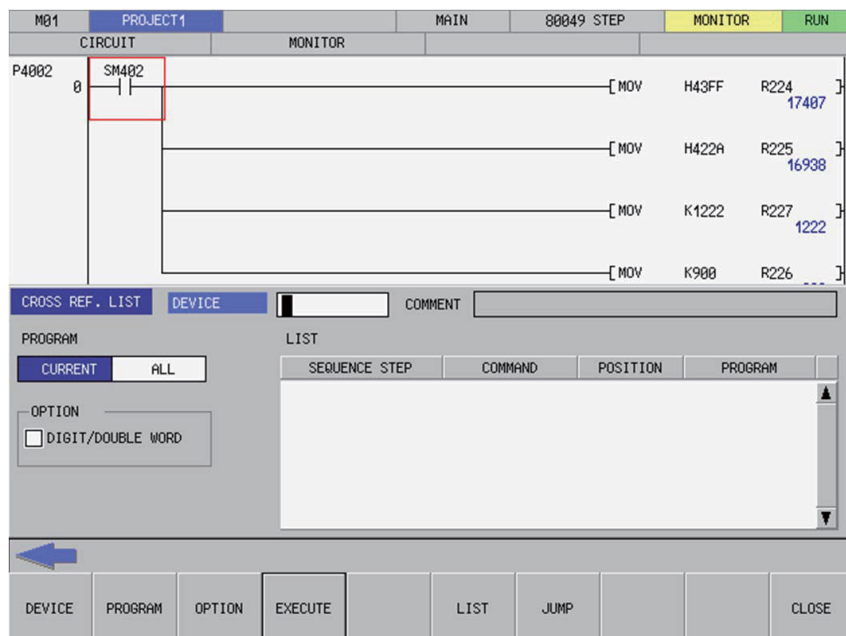 M01 PROJECT1 MAIN 80049 STEP MONITOR RUN
CIRCUIT MONITOR
P4002 SM402
0 MOV H43FF R224
17407
MOV H422A R225
16938
MOV K1222 R227
1222
MOV K900 R226
CROSS REF. LIST DEVICE COMMENT
PROGRAM LIST
CURRENT ALL SEQUENCE STEP COMMAND POSITION PROGRAM
OPTION
DIGIT/DOUBLE WORD
DEVICE PROGRAM OPTION EXECUTE LIST JUMP CLOSE